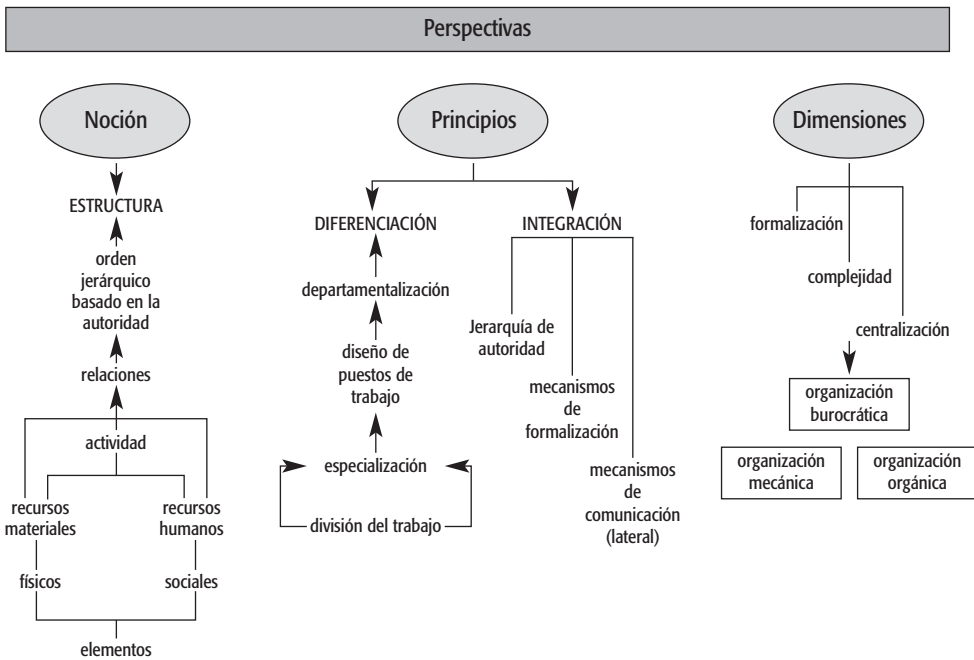 Perspectivas
Noción
ESTRUCTURA
orden
jerárquico
basado en la
autoridad
relaciones
actividad
recursos
materiales
recursos
humanos
físicos
sociales
elementos
Principios
DIFERENCIACIÓN
departamentalización
diseño de
puestos de
trabajo
especialización
división del trabajo
INTEGRACIÓN
Jerarquía de
autoridad
mecanismos
de
formalización
mecanismos
de
comunicación
(lateral)
Dimensiones
formalización
complejidad
centralización
organización
burocrática
organización
mecánica
organización
orgánica